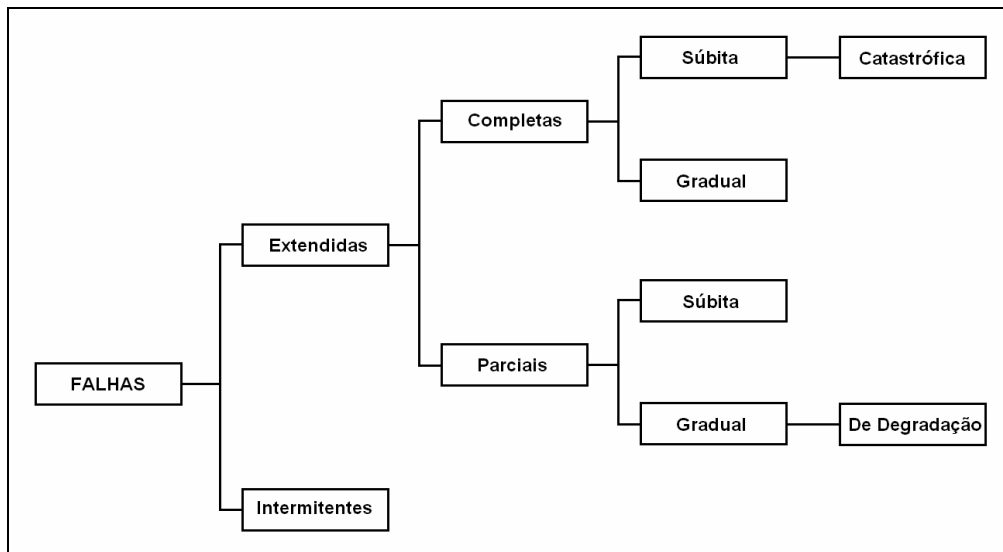 Súbita
Catastrófica
Completas
Gradual
Extendidas
Súbita
Parciais
FALHAS
Gradual
De Degradação
Intermitentes